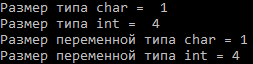 Размер типа char =  1
Размер типа int =  4
Размер переменной типа char = 1
Размер переменной типа int = 4